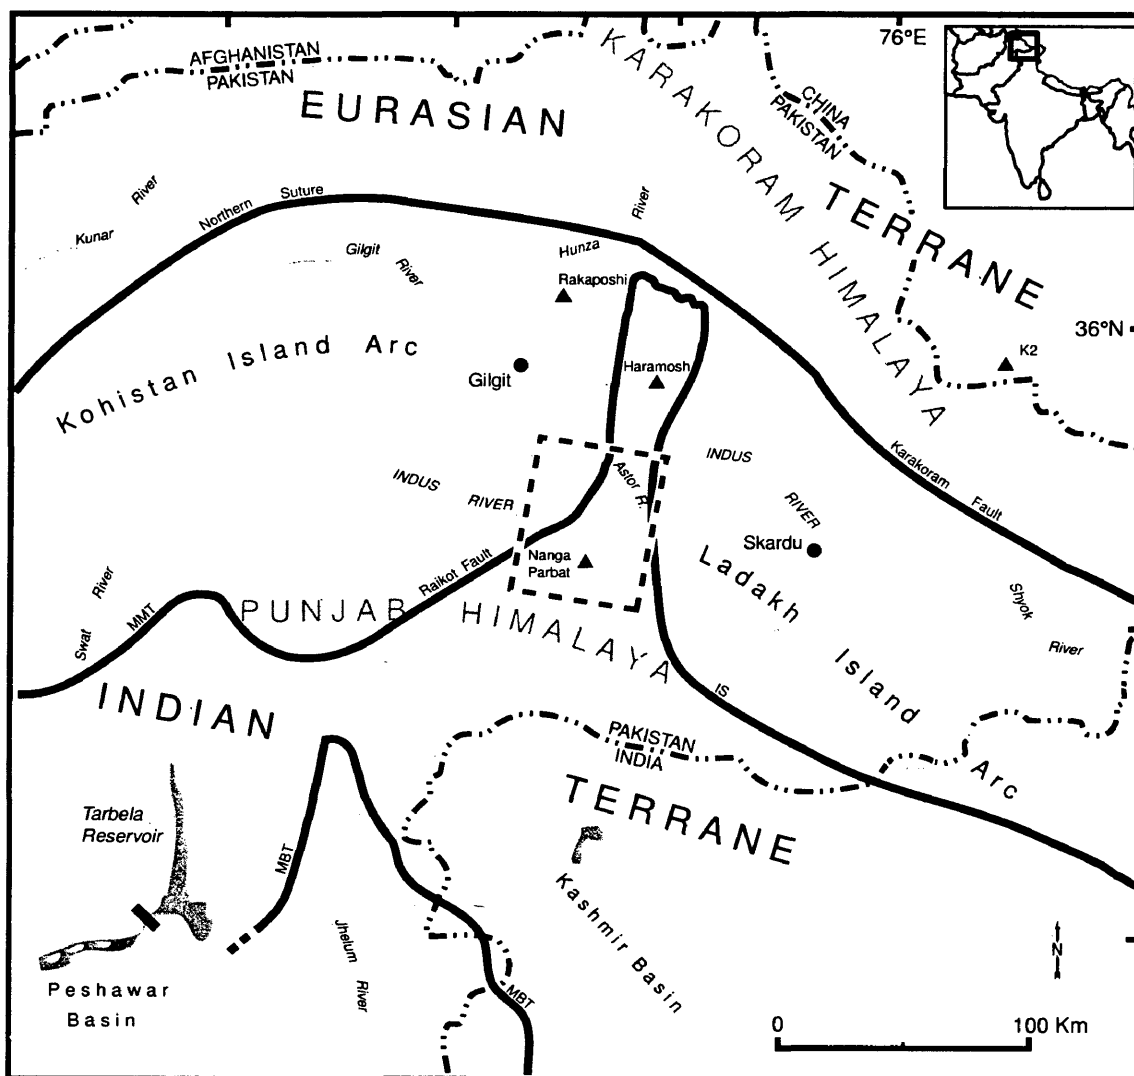 76°E
AFGHANISTAN
PAKISTAN
KARAKORAM HIMALAYA
CHINA
PAKISTAN
EURASIAN
TERRANE
River
Kunar
Northern Suture
River
Hunza
Gilgit
River
Rakaposhi
36°N
K2
Kohistan Island Arc
Gilgit
Haramosh
Karakoram Fault
INDUS
RIVER
Astor R.
INDUS
RIVER
Skardu
Nanga
Parbat
Raikot Fault
Ladakh
Island
Arc
Shyok
River
River
Swat
MMT
PUNJAB HIMALAYA
IS
INDIAN
TERRANE
PAKISTAN
INDIA
Tarbela
Reservoir
MBT
Kashmir Basin
Jhelum
River
MBT
N
Peshawar
Basin
0 100 Km